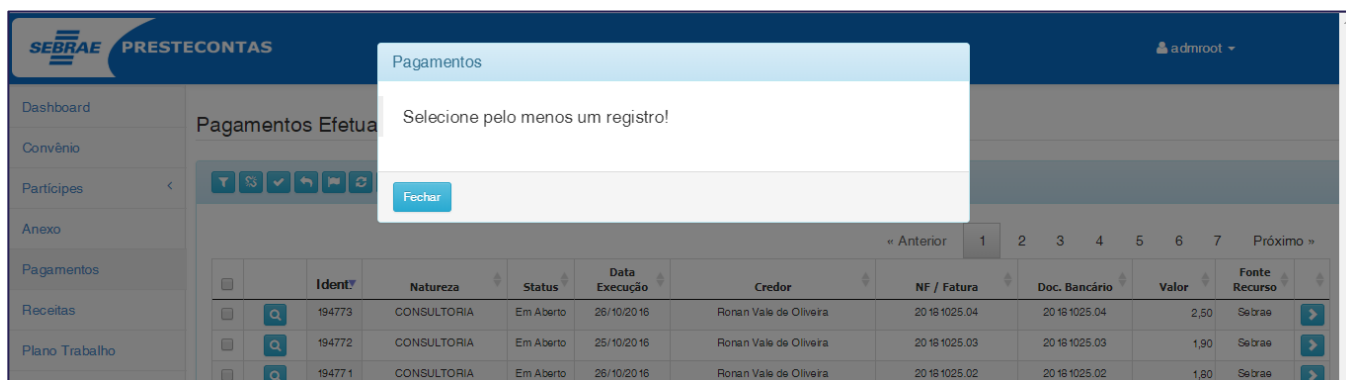 SEBRAE PRESTECONTAS
admroot
Pagamentos
Selecione pelo menos um registro!
Fechar
Dashboard
Convênio
Partícipes
Anexo
Pagamentos
Receitas
Plano Trabalho
Pagamentos Efetua
« Anterior 1 2 3 4 5 6 7 Próximo »
Ident. Natureza Status Data Execução Credor NF / Fatura Doc. Bancário Valor Fonte Recurso
194773 CONSULTORIA Em Aberto 26/10/2016 Ronan Vale de Oliveira 20181025.04 20181025.04 2,50 Sebrae
194772 CONSULTORIA Em Aberto 25/10/2016 Ronan Vale de Oliveira 20181025.03 20181025.03 1,90 Sebrae
194771 CONSULTORIA Em Aberto 26/10/2016 Ronan Vale de Oliveira 20181025.02 20181025.02 1,80 Sebrae